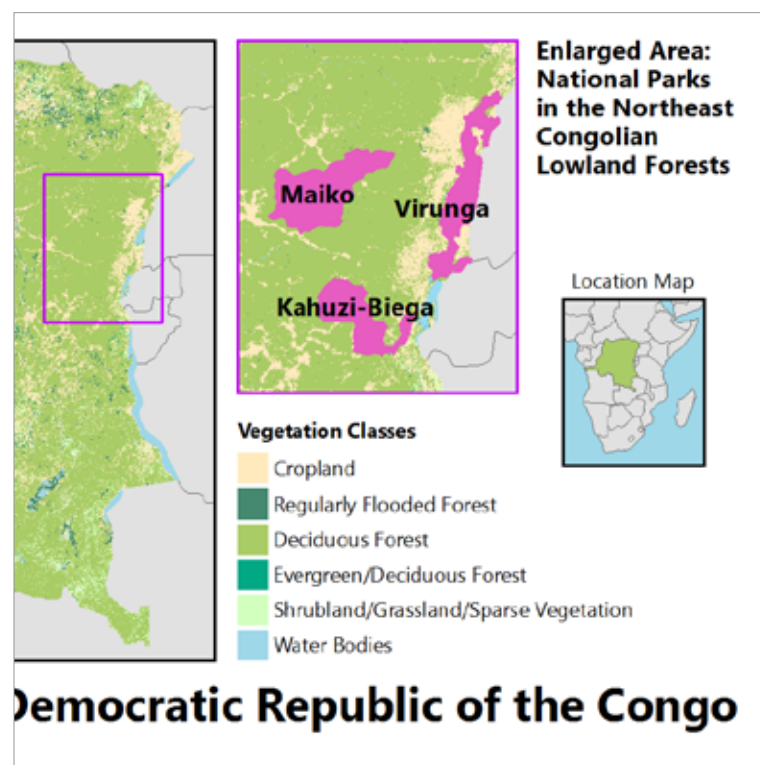 Enlarged Area:
National Parks
in the Northeast
Congolian
Lowland Forests
Maiko
Virunga
Kahuzi-Biega
Location Map
Vegetation Classes
Cropland
Regularly Flooded Forest
Deciduous Forest
Evergreen/Deciduous Forest
Shrubland/Grassland/Sparse Vegetation
Water Bodies
Democratic Republic of the Congo